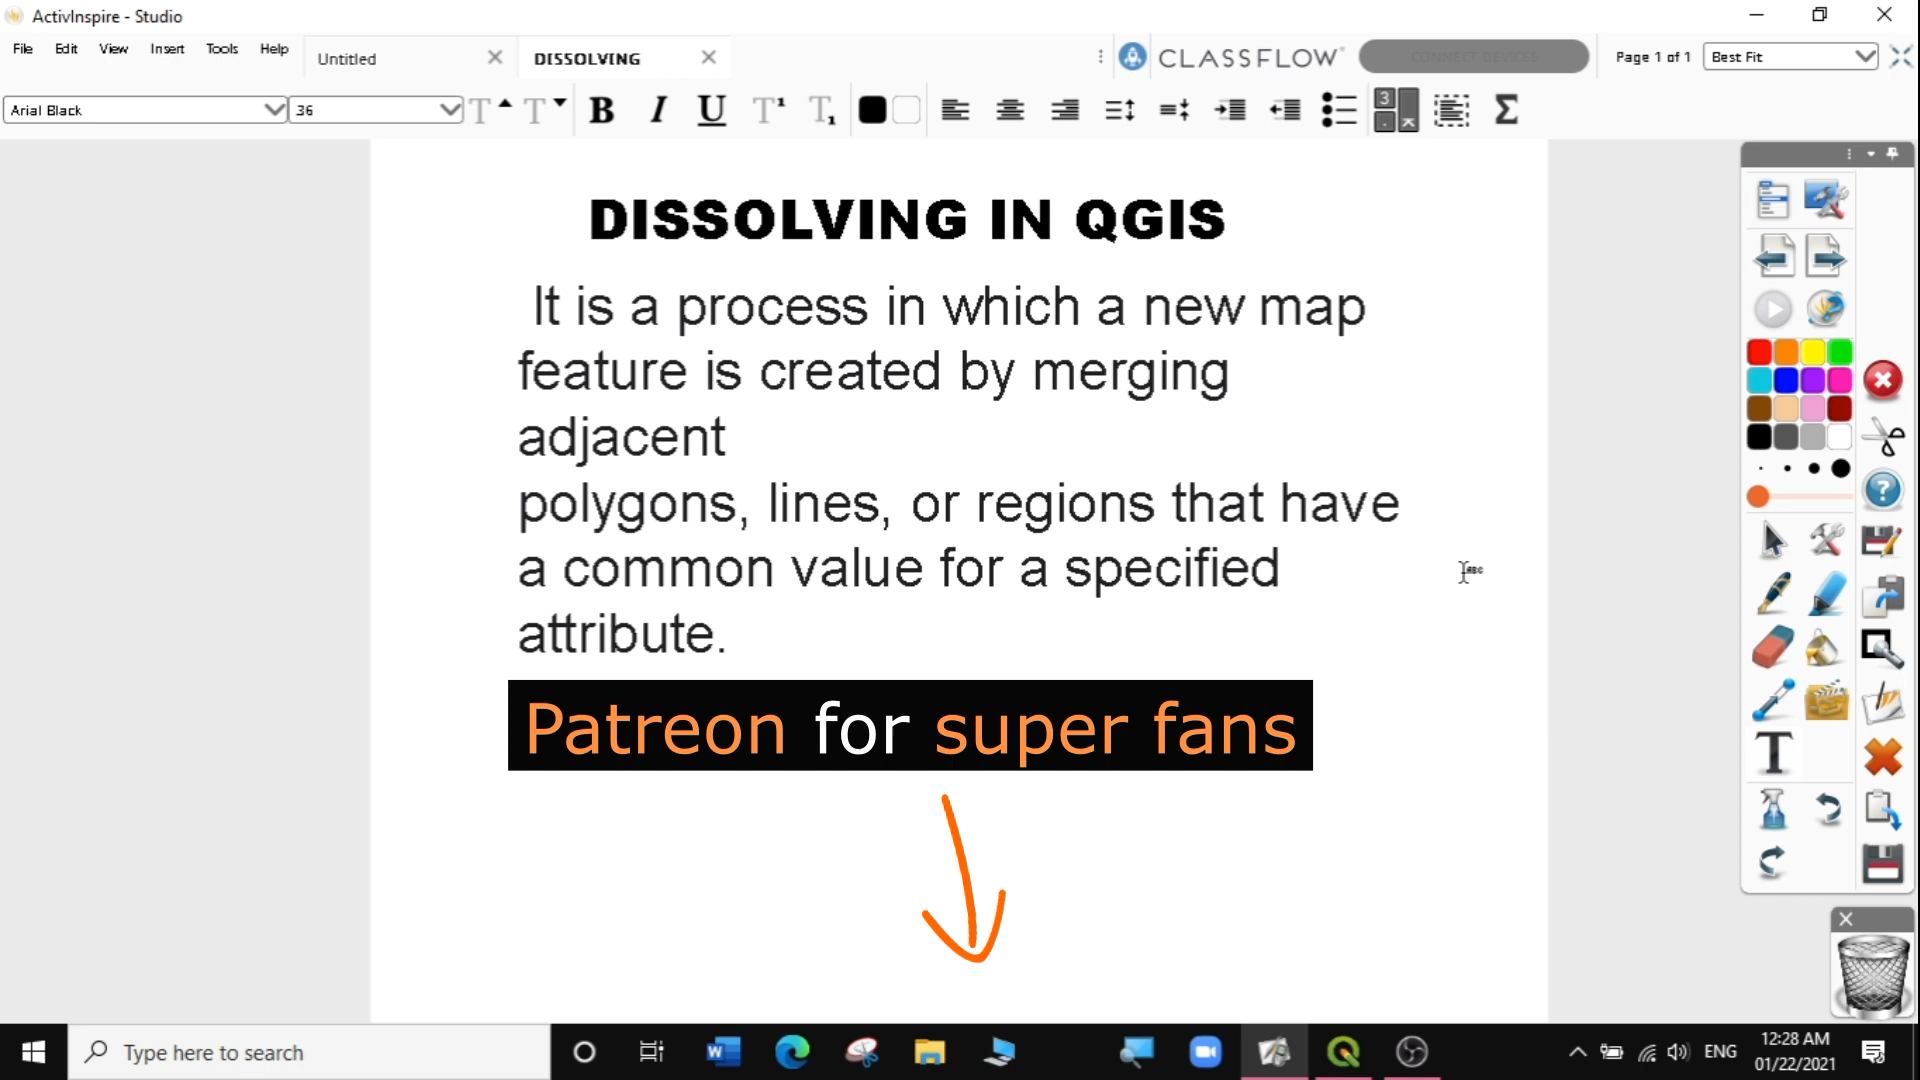 ActivInspire - Studio
File Edit View Insert Tools Help
Untitled
DISSOLVING
CLASSFLOW
CONNECT DEVICES
Page 1 of 1
Best Fit
Arial Black
36
DISSOLVING IN QGIS
It is a process in which a new map
feature is created by merging
adjacent
polygons, lines, or regions that have
a common value for a specified
attribute.
Patreon for super fans
Type here to search
ENG
12:28 AM
01/22/2021